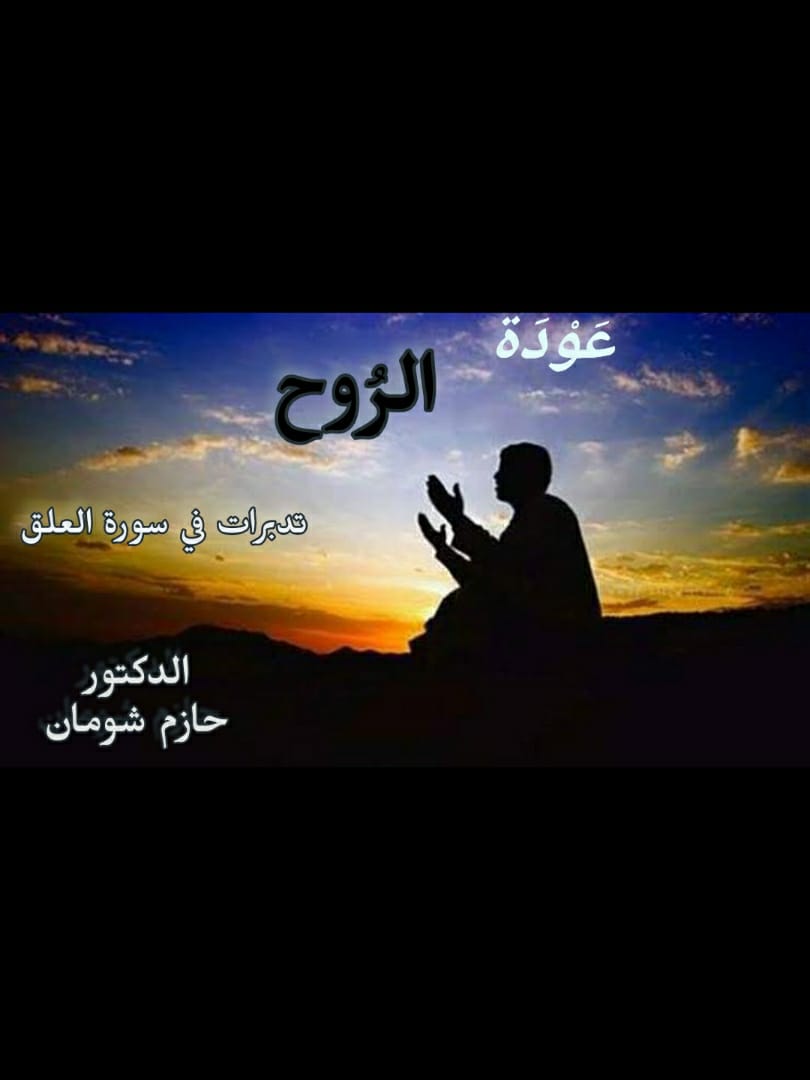 عَوْدَة
الرُوح
تدبرات في سورة العلق
الدكتور
حازم شومان